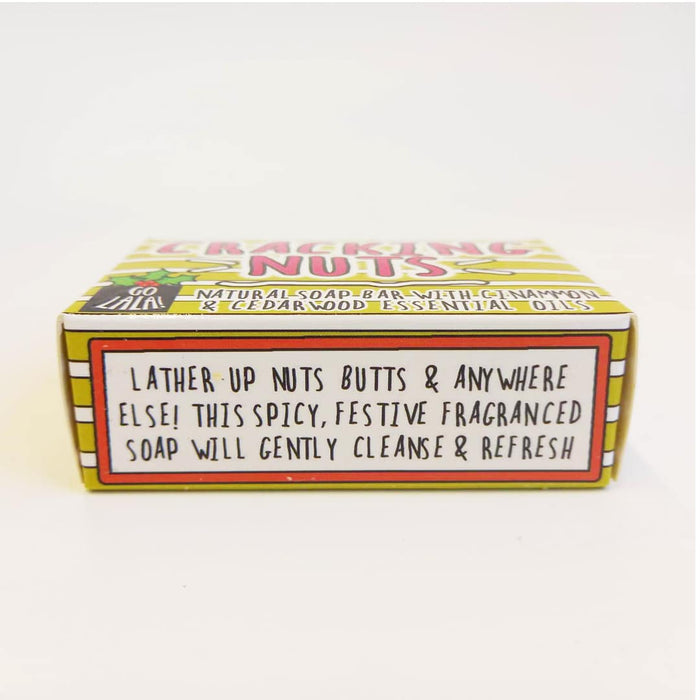 CRACKING
NUTS
GO
LALA!
NATURAL SOAP BAR WITH CINAMMON
& CEDARWOOD ESSENTIAL OILS
LATHER UP NUTS BUTTS & ANYWHERE
ELSE! THIS SPICY, FESTIVE FRAGRANCED
SOAP WILL GENTLY CLEANSE & REFRESH